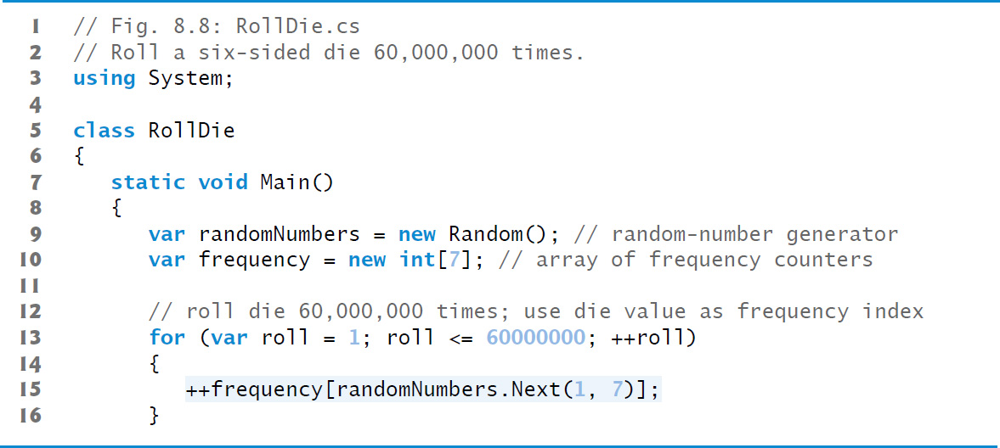 1 // Fig. 8.8: RollDie.cs
2 // Roll a six-sided die 60,000,000 times.
3 using System;
4
5 class RollDie
6 {
7 static void Main()
8 {
9 var randomNumbers = new Random(); // random-number generator
10 var frequency = new int[7]; // array of frequency counters
11
12 // roll die 60,000,000 times; use die value as frequency index
13 for (var roll = 1; roll <= 60000000; ++roll)
14 {
15 ++frequency[randomNumbers.Next(1, 7)];
16 }